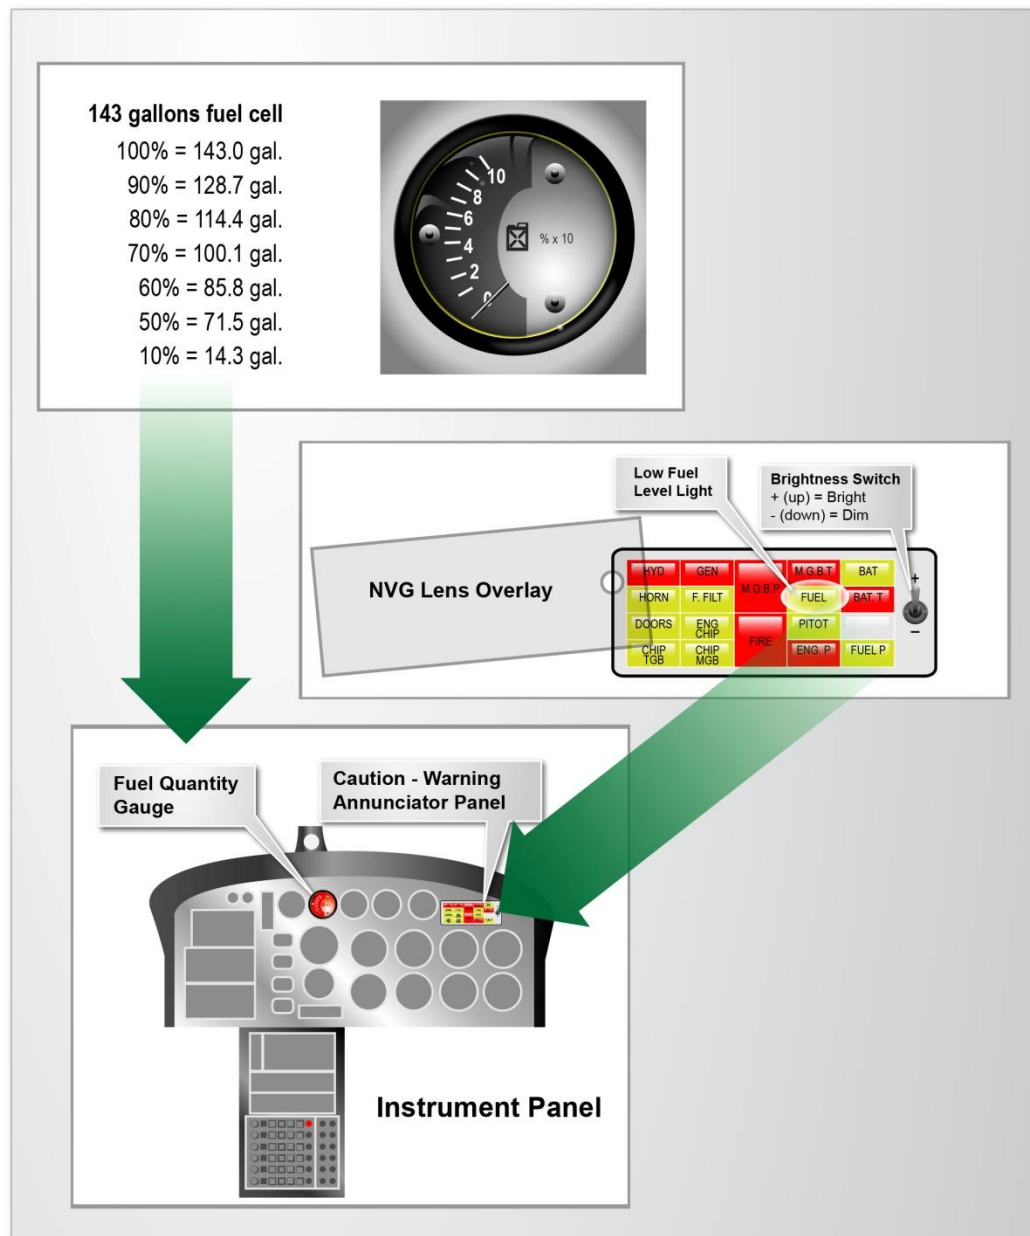 143 gallons fuel cell
100% = 143.0 gal.
90% = 128.7 gal.
80% = 114.4 gal.
70% = 100.1 gal.
60% = 85.8 gal.
50% = 71.5 gal.
10% = 14.3 gal.
10
8
6
4
2
0
% x 10
Low Fuel
Level Light
Brightness Switch
+ (up) = Bright
- (down) = Dim
NVG Lens Overlay
HYD
GEN
M.G.B.P
M.G.B.T
BAT
HORN
F. FILT
FUEL
BAT. T
DOORS
ENG
CHIP
FIRE
PITOT
CHIP
TGB
CHIP
MGB
ENG. P
FUEL P
+
–
Fuel Quantity
Gauge
Caution - Warning
Annunciator Panel
Instrument Panel